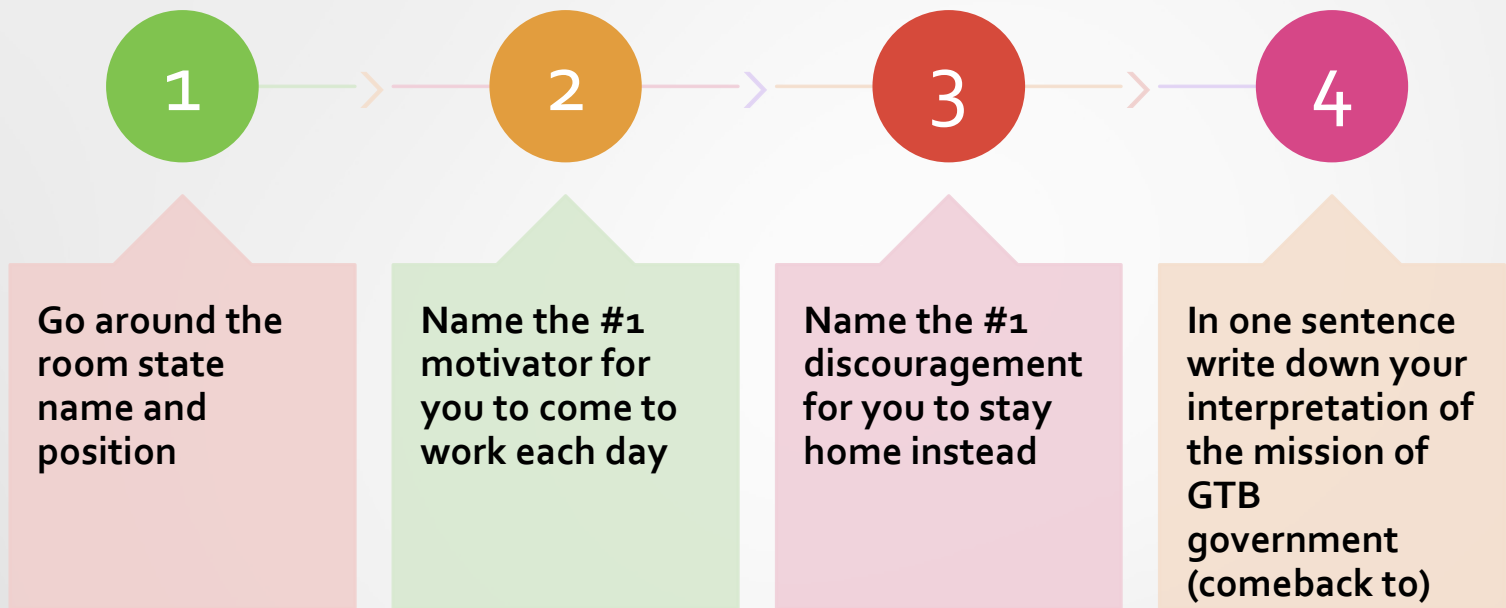 1
2
3
4
Go around the
room state
name and
position
Name the #1
motivator for
you to come to
work each day
Name the #1
discouragement
for you to stay
home instead
In one sentence
write down your
interpretation of
the mission of
GTB
government
(comeback to)